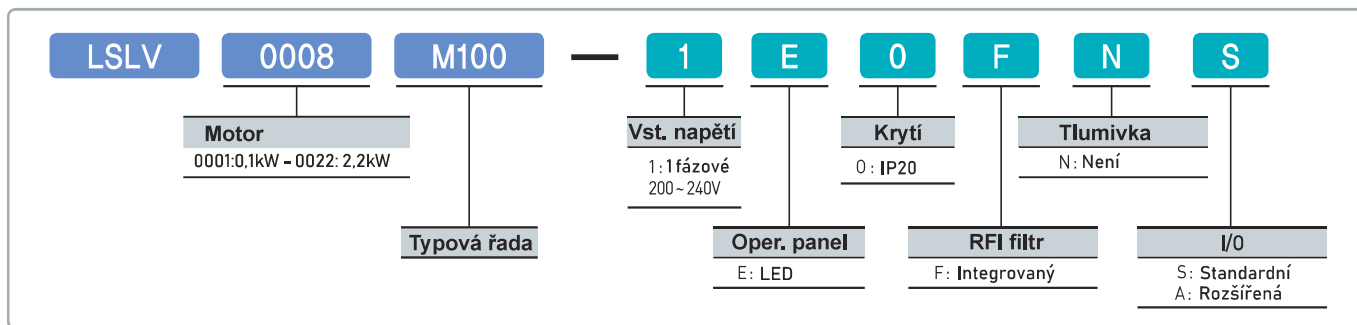 LSLV 0008 M100 — 1 E 0 F N S
Motor
0001:0,1kW – 0022: 2,2kW
Typová řada
Vst. napětí
1: 1 fázové
200 ~ 240V
Oper. panel
E: LED
Krytí
0 : IP20
RFI filtr
F: Integrovaný
Tlumivka
N: Není
I/0
S: Standardní
A: Rozšířená